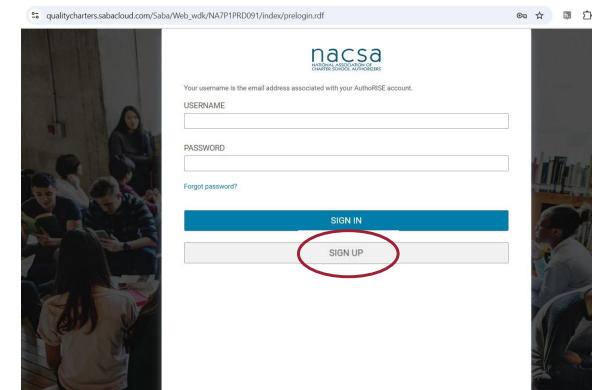 qualitycharters.sabacloud.com/Saba/Web_wdk/NA7P1PRD091/index/prelogin.rdf
nacsa
NATIONAL ASSOCIATION OF
CHARTER SCHOOL AUTHORIZERS
Your username is the email address associated with your AuthoRISE account.
USERNAME
PASSWORD
Forgot password?
SIGN IN
SIGN UP